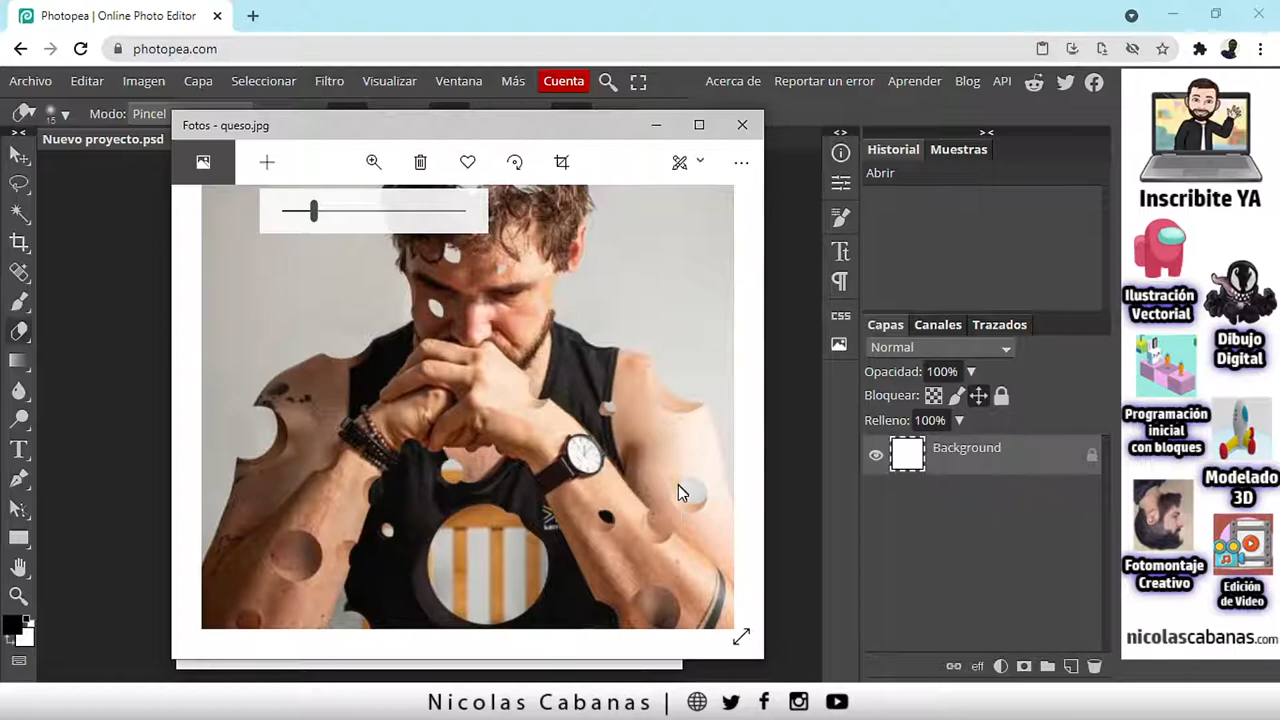 Photopea | Online Photo Editor
photopea.com
Archivo Editar Imagen Capa Seleccionar Filtro Visualizar Ventana Más Cuenta Acerca de Reportar un error Aprender Blog API
15 Modo: Pincel
Nuevo proyecto.psd
Fotos - queso.jpg
Historial Muestras
Abrir
CSS
Capas Canales Trazados
Normal
Opacidad: 100%
Bloquear:
Relleno: 100%
Background
eff
Inscribite YA
Ilustración
Vectorial
Dibujo
Digital
Programación
inicial
con bloques
Modelado
3D
Fotomontaje
Creativo
Edición
de Video
nicolascabanas.com
Nicolas Cabanas |